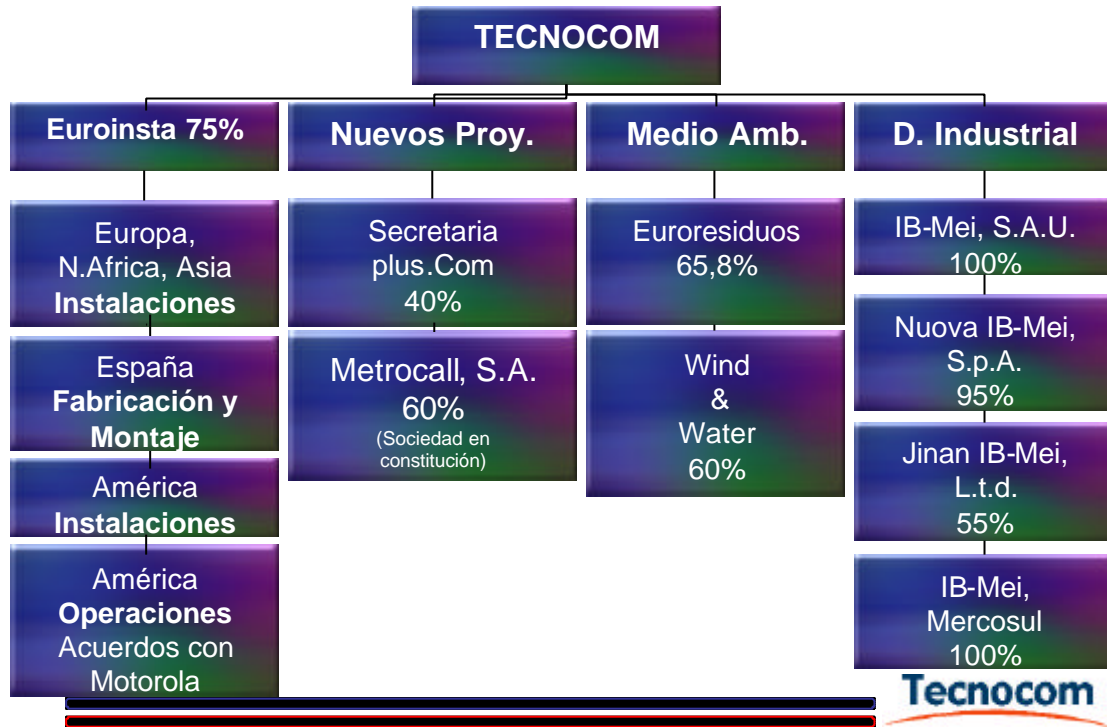 TECNOCOM
Euroinsta 75%
Nuevos Proy.
Medio Amb.
D. Industrial
Europa,
N.Africa, Asia
Instalaciones
España
Fabricación y
Montaje
América
Instalaciones
América
Operaciones
Acuerdos con
Motorola
Secretaria
plus.Com
40%
Metrocall, S.A.
60%
(Sociedad en
constitución)
Euroresiduos
65,8%
Wind
&
Water
60%
IB-Mei, S.A.U.
100%
Nuova IB-Mei,
S.p.A.
95%
Jinan IB-Mei,
L.t.d.
55%
IB-Mei,
Mercosul
100%
Tecnocom